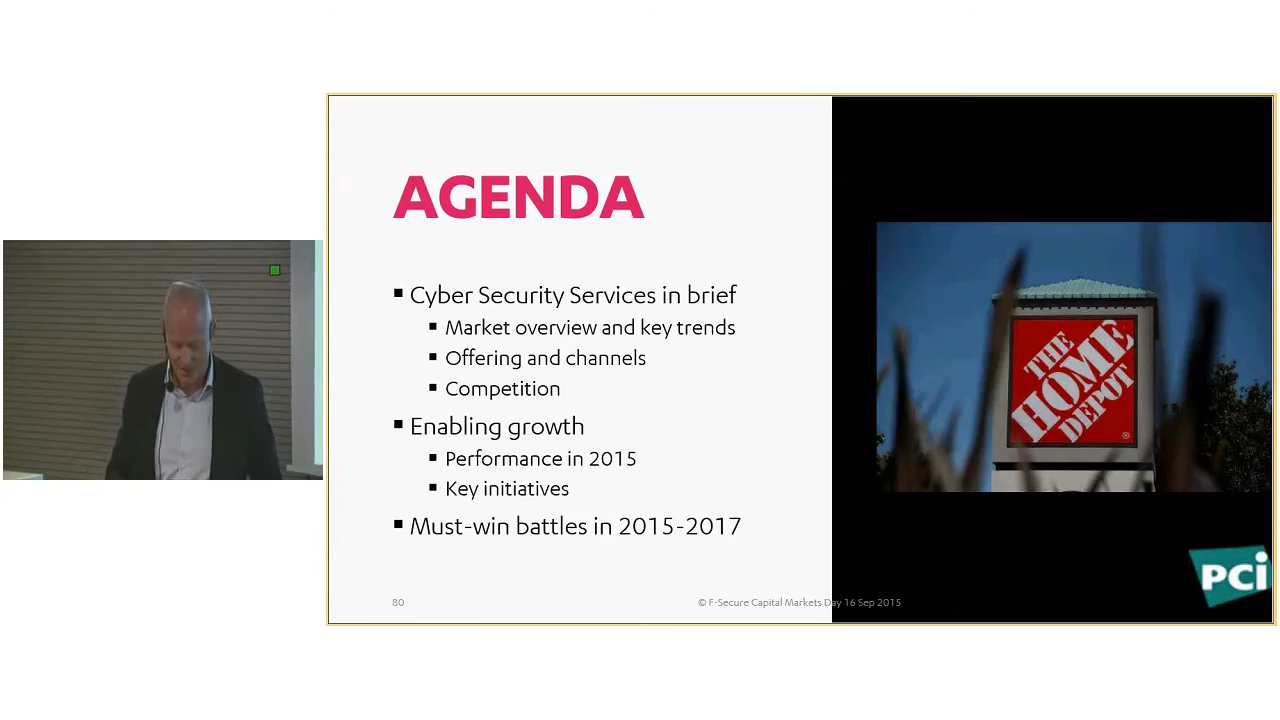 AGENDA
▪ Cyber Security Services in brief
▪ Market overview and key trends
▪ Offering and channels
▪ Competition
▪ Enabling growth
▪ Performance in 2015
▪ Key initiatives
▪ Must-win battles in 2015-2017
THE
HOME
DEPOT
®
PCi
80
© F-Secure Capital Markets Day 16 Sep 2015